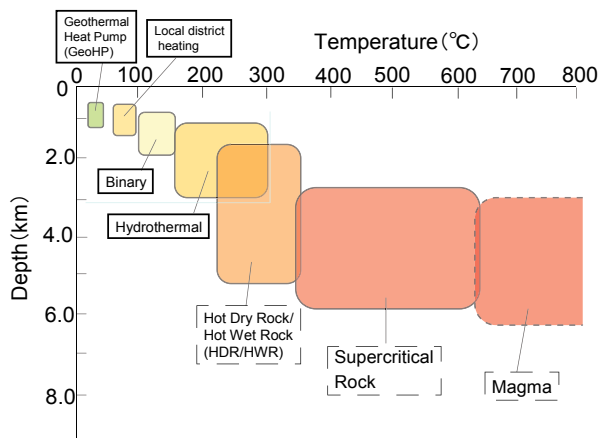 Geothermal
Heat Pump
(GeoHP)
Local district
heating
Temperature(℃)
0 100 200 300 400 500 600 700 800
0
2.0
4.0
6.0
8.0
Depth(km)
Binary
Hydrothermal
Hot Dry Rock/
Hot Wet Rock
(HDR/HWR)
Supercritical
Rock
Magma